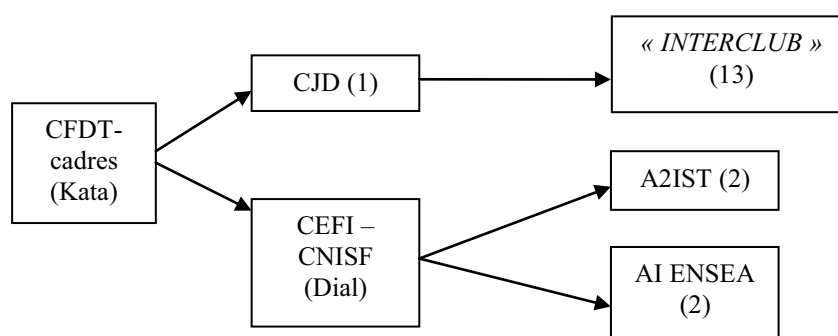 CFDT-
cadres
(Kata)
CJD (1)
« INTERCLUB »
(13)
CEFI –
CNISF
(Dial)
A2IST (2)
AI ENSEA
(2)